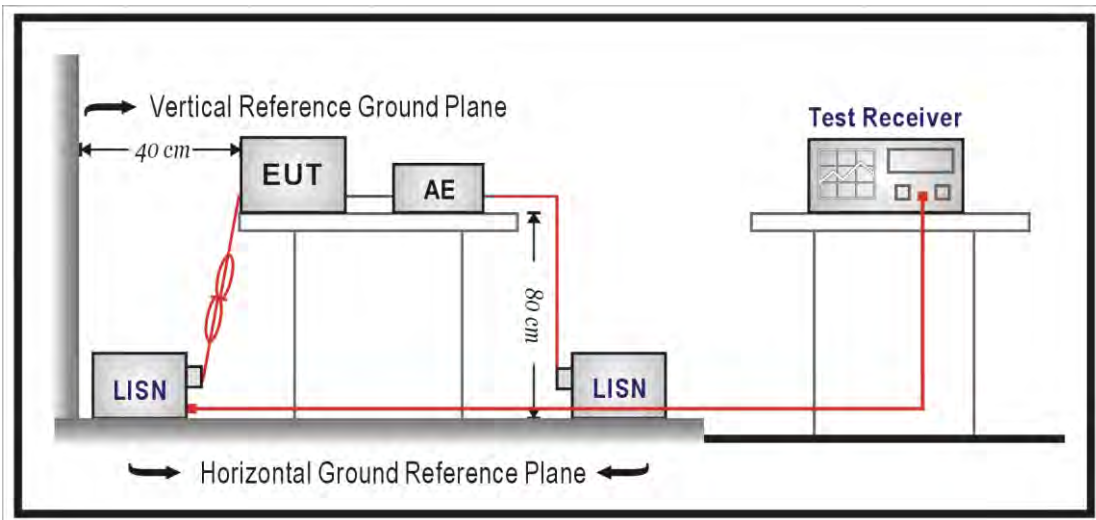 Vertical Reference Ground Plane
40 cm
EUT
AE
Test Receiver
80 cm
LISN
LISN
Horizontal Ground Reference Plane